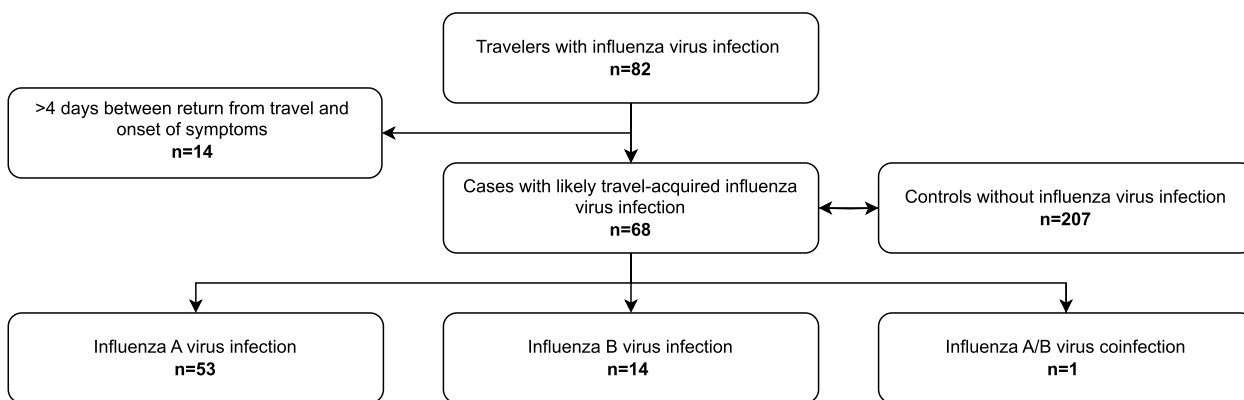 Travelers with influenza virus infection
n=82
>4 days between return from travel and
onset of symptoms
n=14
Cases with likely travel-acquired influenza
virus infection
n=68
Controls without influenza virus infection
n=207
Influenza A virus infection
n=53
Influenza B virus infection
n=14
Influenza A/B virus coinfection
n=1